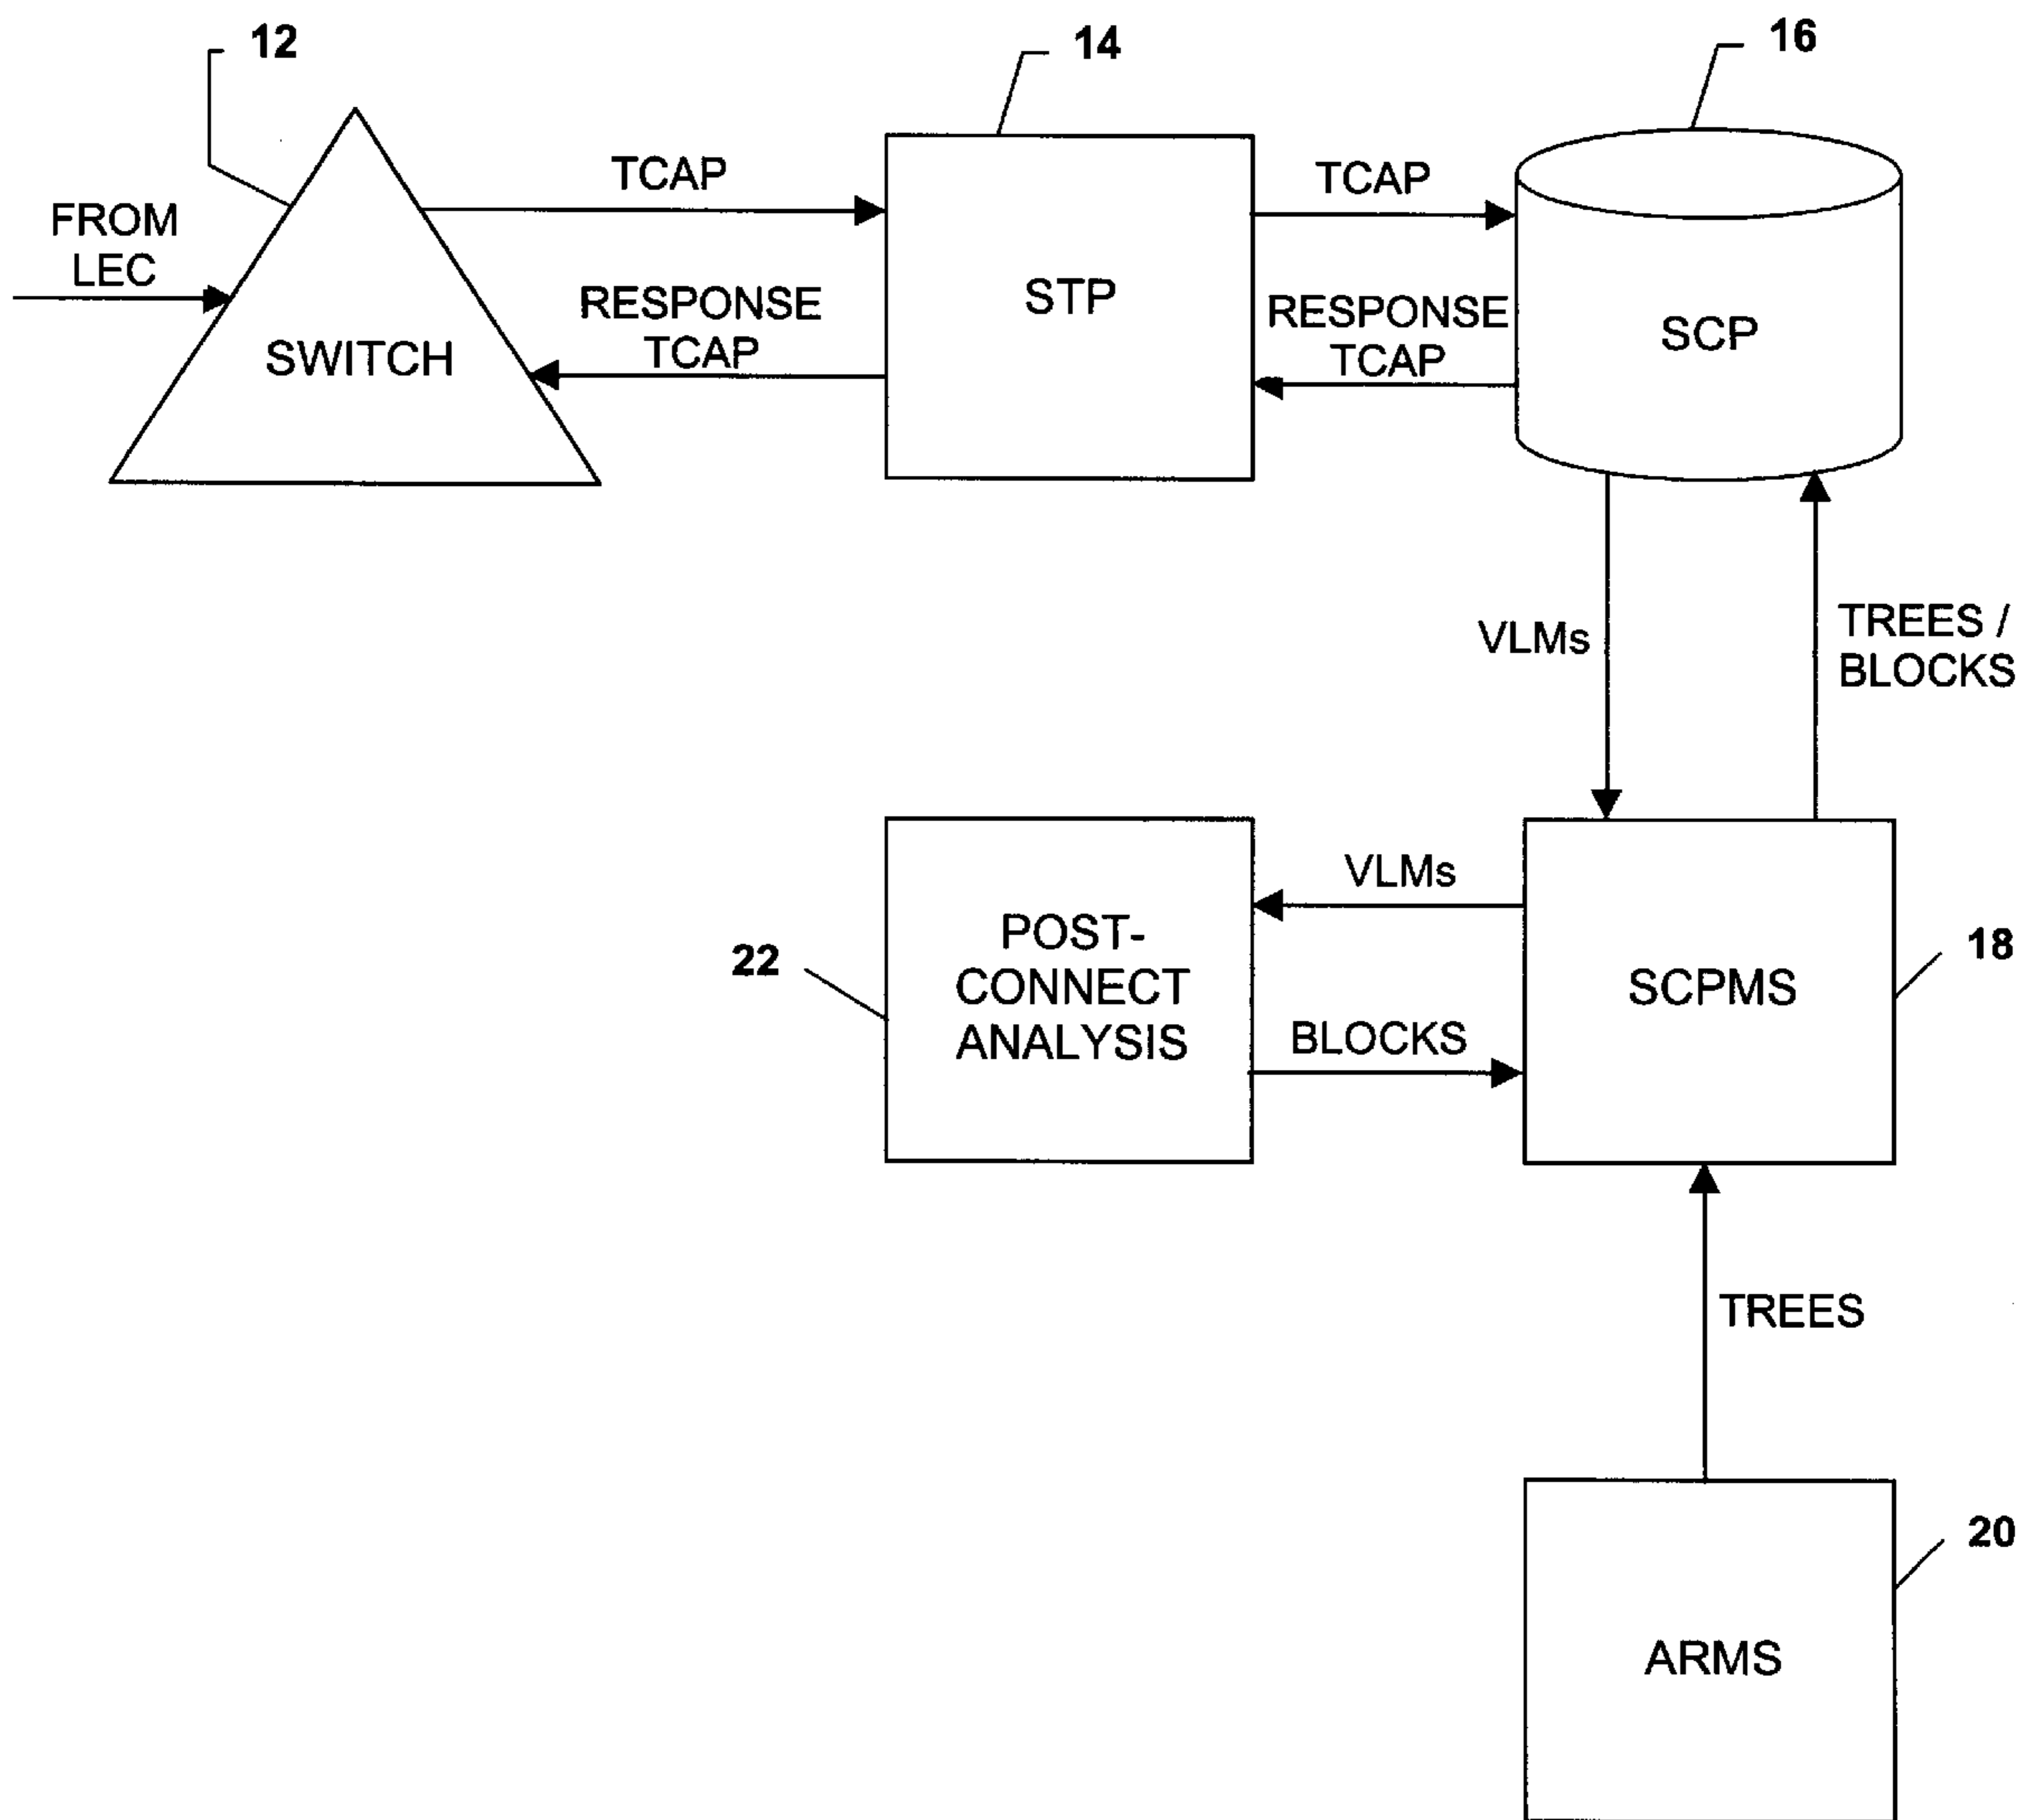 12
14
16
FROM
LEC
TCAP
TCAP
RESPONSE
TCAP
RESPONSE
TCAP
SWITCH
STP
SCP
VLMs
TREES /
BLOCKS
VLMs
BLOCKS
POST-
CONNECT
ANALYSIS
22
SCPMS
18
TREES
20
ARMS